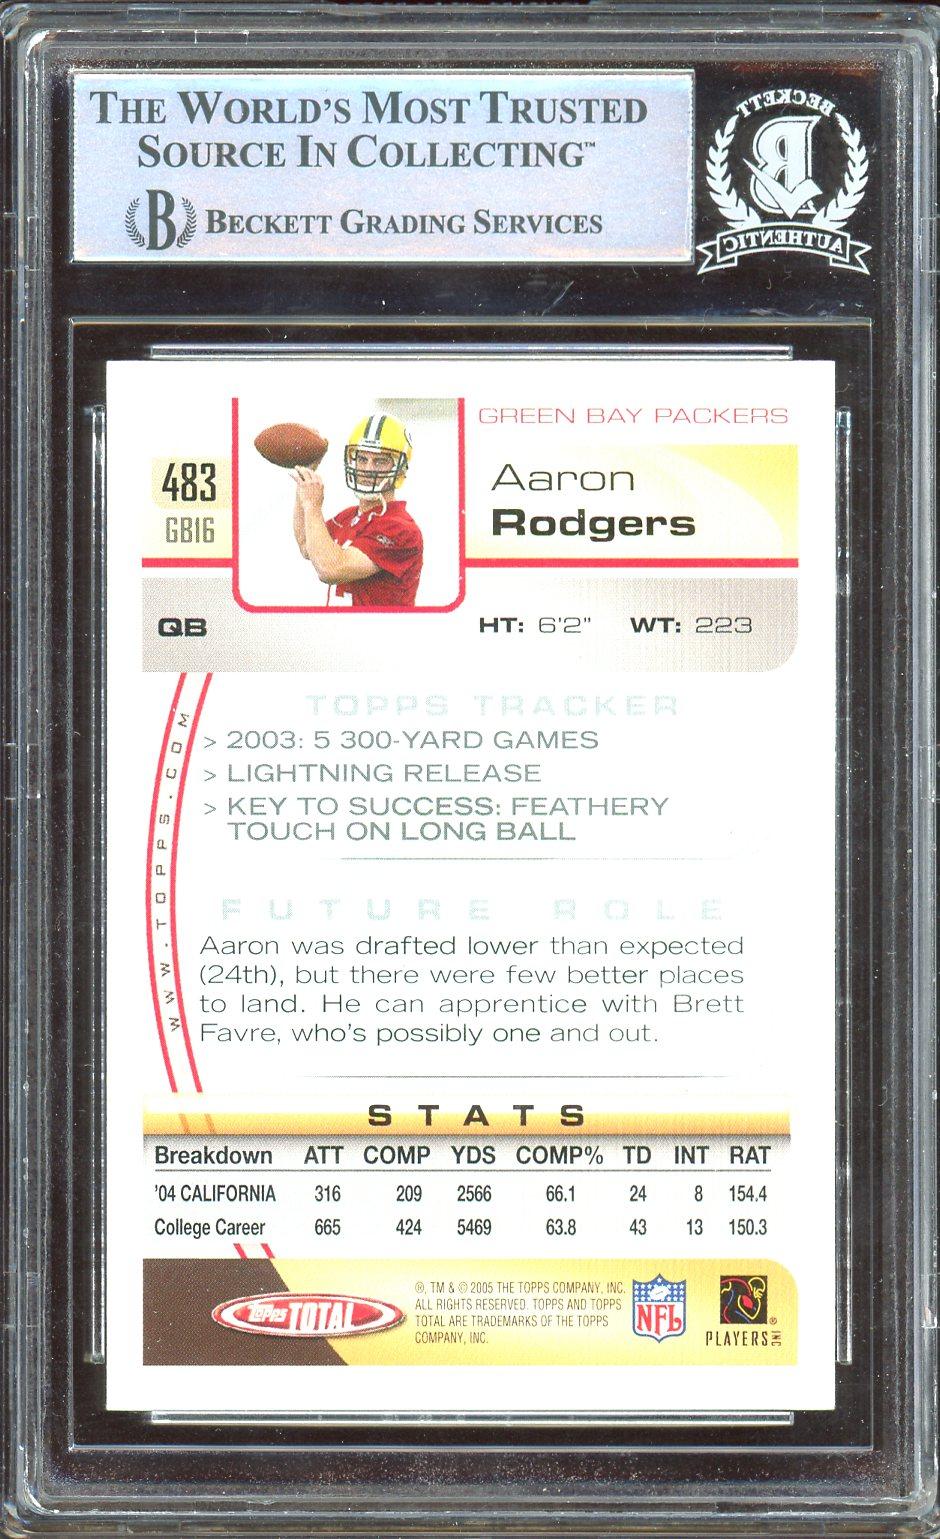 THE WORLD'S MOST TRUSTED
SOURCE IN COLLECTING™
B BECKETT GRADING SERVICES
BECKETT
B
AUTHENTIC
483
GB16
GREEN BAY PACKERS
Aaron
Rodgers
QB
HT: 6'2" WT: 223
WWW.TOPPS.COM
TOPPS TRACKER
> 2003: 5 300-YARD GAMES
> LIGHTNING RELEASE
> KEY TO SUCCESS: FEATHERY
TOUCH ON LONG BALL
FUTURE ROLE
Aaron was drafted lower than expected
(24th), but there were few better places
to land. He can apprentice with Brett
Favre, who's possibly one and out.
STATS
Breakdown ATT COMP YDS COMP% TD INT RAT
'04 CALIFORNIA 316 209 2566 66.1 24 8 154.4
College Career 665 424 5469 63.8 43 13 150.3
Topps TOTAL
®, TM & © 2005 THE TOPPS COMPANY, INC.
ALL RIGHTS RESERVED. TOPPS AND TOPPS
TOTAL ARE TRADEMARKS OF THE TOPPS
COMPANY, INC.
NFL
PLAYERS INC ®